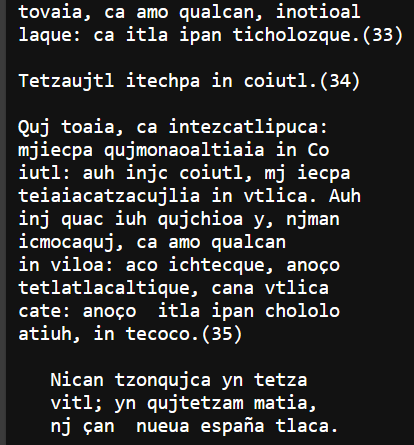 tovaia, ca amo qualcan, inotioal
laque: ca itla ipan ticholozque.(33)
Tetzaujtl itechpa in coiutl.(34)
Quj toaia, ca intezcatlipuca:
mjiecpa qujmonaoaltiaia in Co
iutl: auh injc coiutl, mj iecpa
teiaiacatzacujlia in vtlica. Auh
inj quac iuh qujchioa y, njman
icmocaquj, ca amo qualcan
in viloa: aco ichtecque, anoço
tetlatlacaltique, cana vtlica
cate: anoço  itla ipan chololo
atiuh, in tecoco.(35)
Nican tzonqujca yn tetza
vitl; yn qujtetzam matia,
nj çan  nueua españa tlaca.